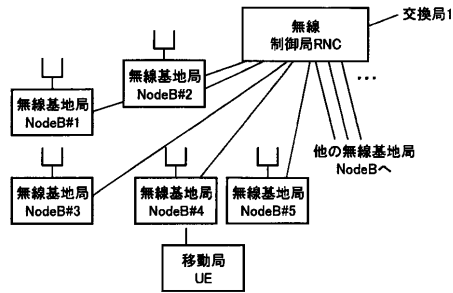 無線
制御局RNC
交換局1
無線基地局
NodeB#2
無線基地局
NodeB#1
…
他の無線基地局
NodeBへ
無線基地局
NodeB#3
無線基地局
NodeB#4
無線基地局
NodeB#5
移動局
UE